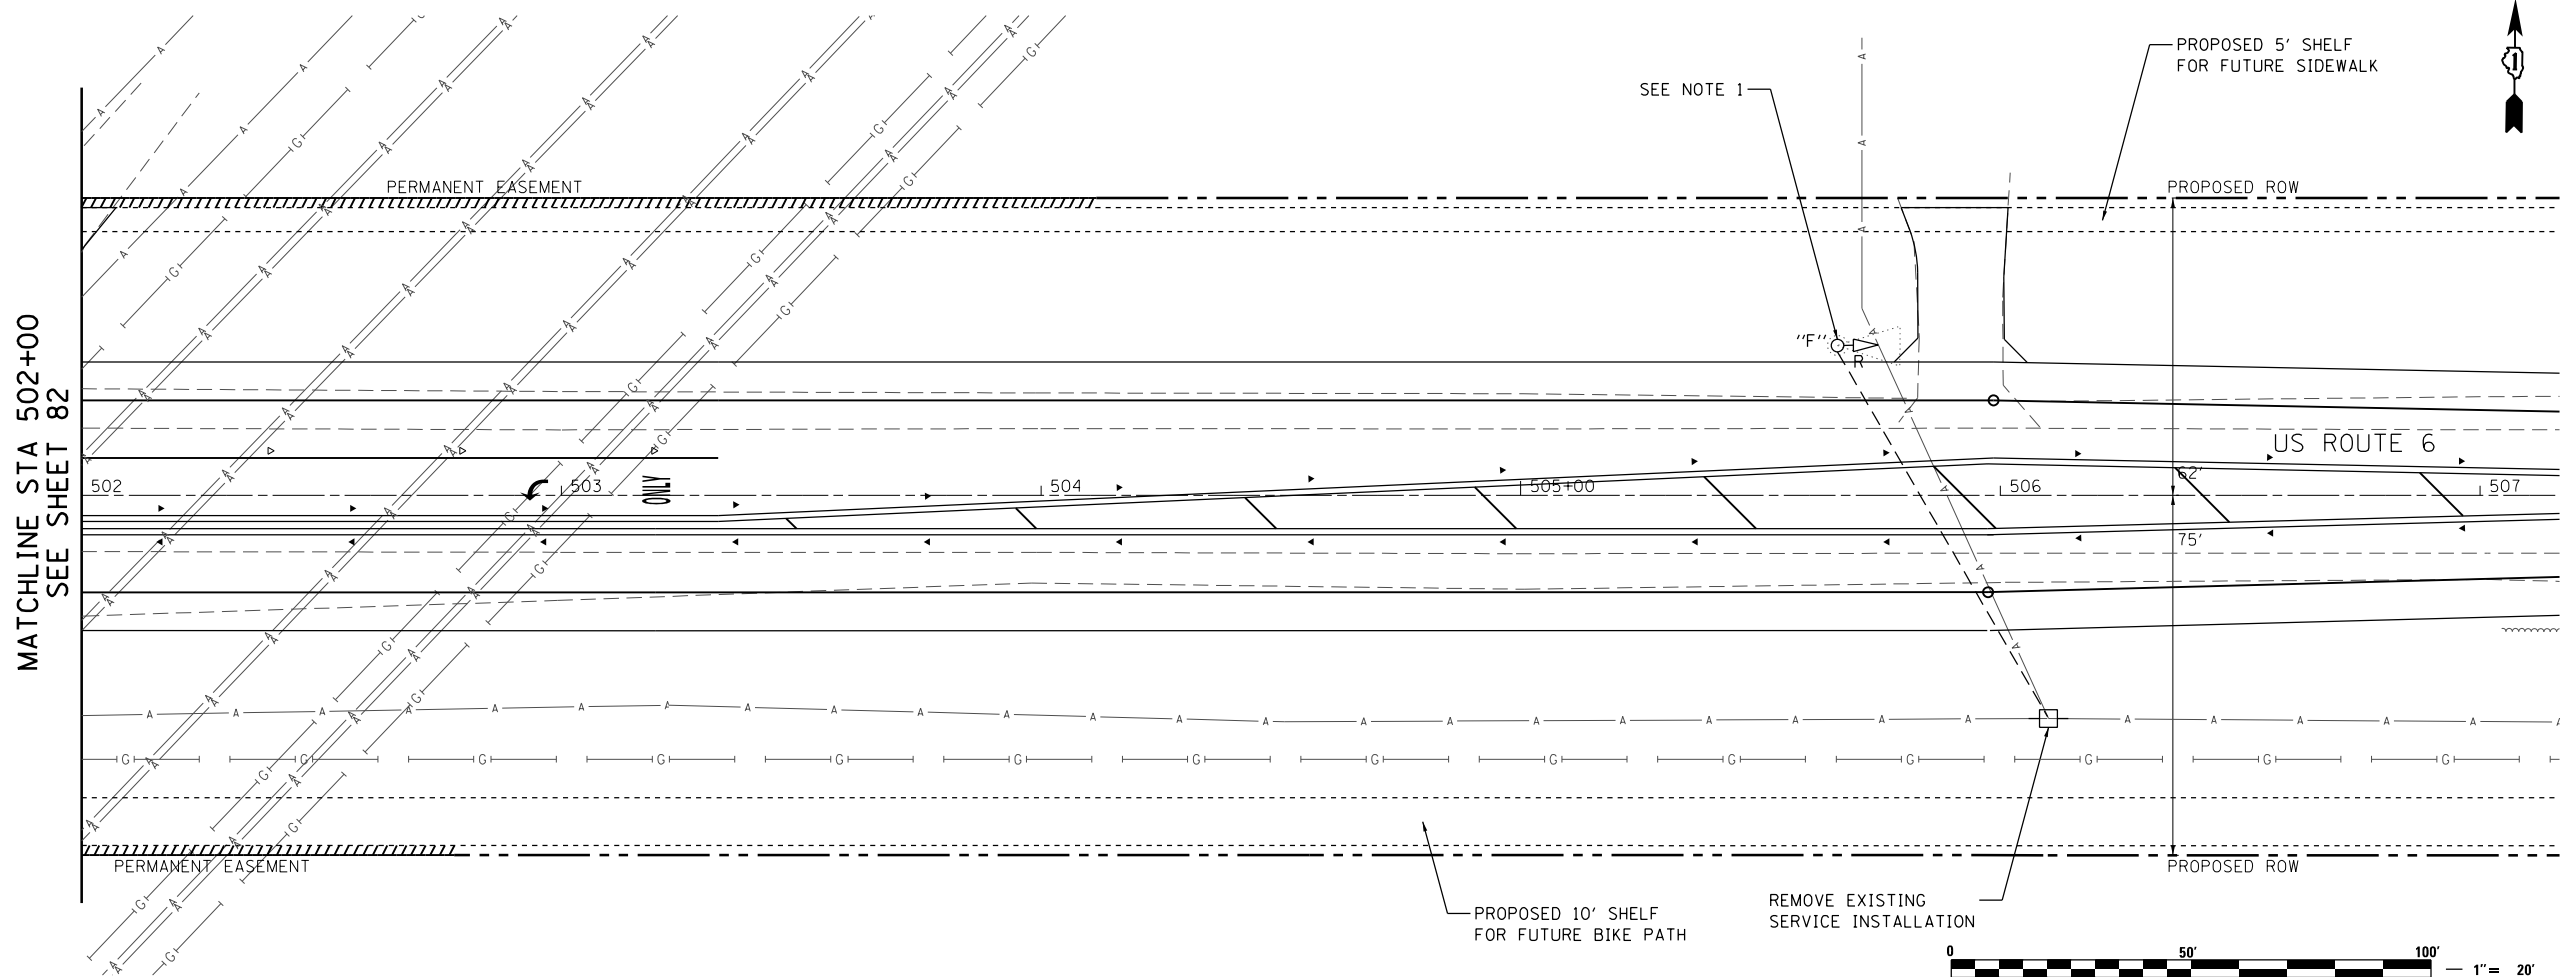 PROPOSED 5' SHELF
FOR FUTURE SIDEWALK
1
SEE NOTE 1
PERMANENT EASEMENT
PROPOSED ROW
MATCHLINE STA 502+00
SEE SHEET 82
"F"
R
US ROUTE 6
62'
502
503
ONLY
504
505+00
506
507
75'
PERMANENT EASEMENT
PROPOSED ROW
PROPOSED 10' SHELF
FOR FUTURE BIKE PATH
REMOVE EXISTING
SERVICE INSTALLATION
0 50' 100'
1"= 20'